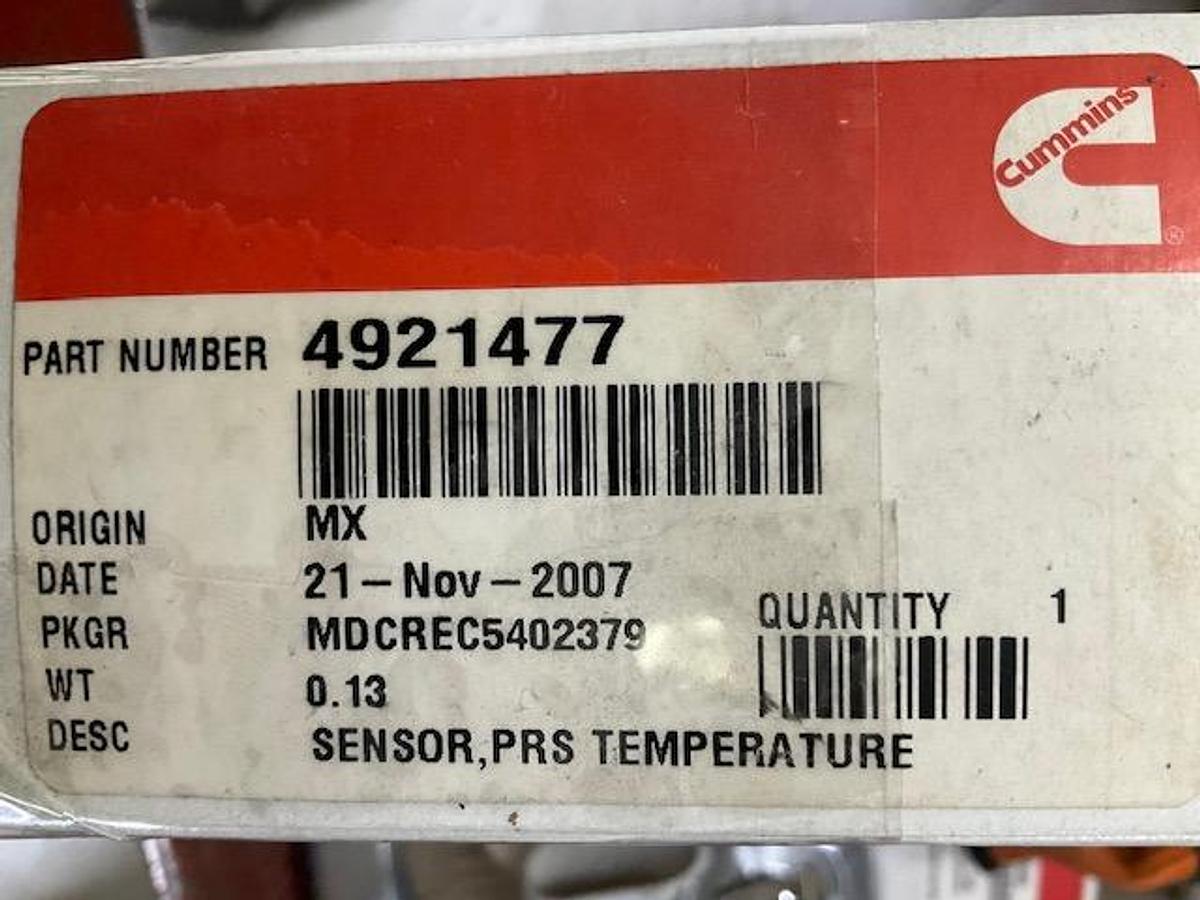 Cummins
®
PART NUMBER 4921477
ORIGIN MX
DATE 21-Nov-2007
PKGR MDCREC5402379
QUANTITY 1
WT 0.13
DESC SENSOR,PRS TEMPERATURE